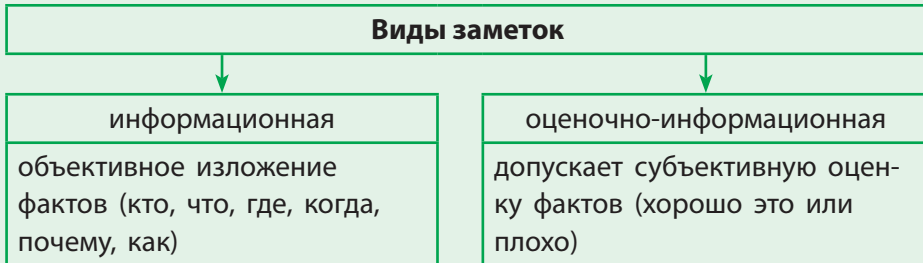 Виды заметок
информационная
объективное изложение
фактов (кто, что, где, когда,
почему, как)
оценочно-информационная
допускает субъективную оцен-
ку фактов (хорошо это или
плохо)